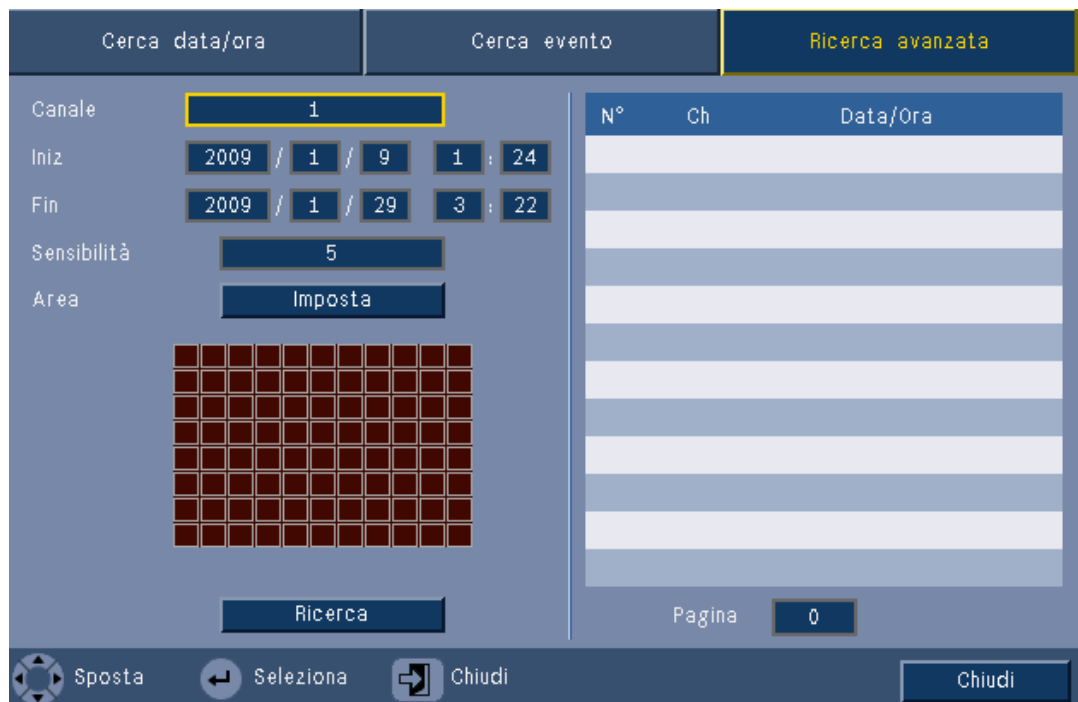 Cerca data/ora
Cerca evento
Ricerca avanzata
Canale 1
Iniz 2009 / 1 / 9 1 : 24
Fin 2009 / 1 / 29 3 : 22
Sensibilità 5
Area Imposta
Ricerca
N° Ch Data/Ora
Pagina 0
Sposta
Seleziona
Chiudi
Chiudi